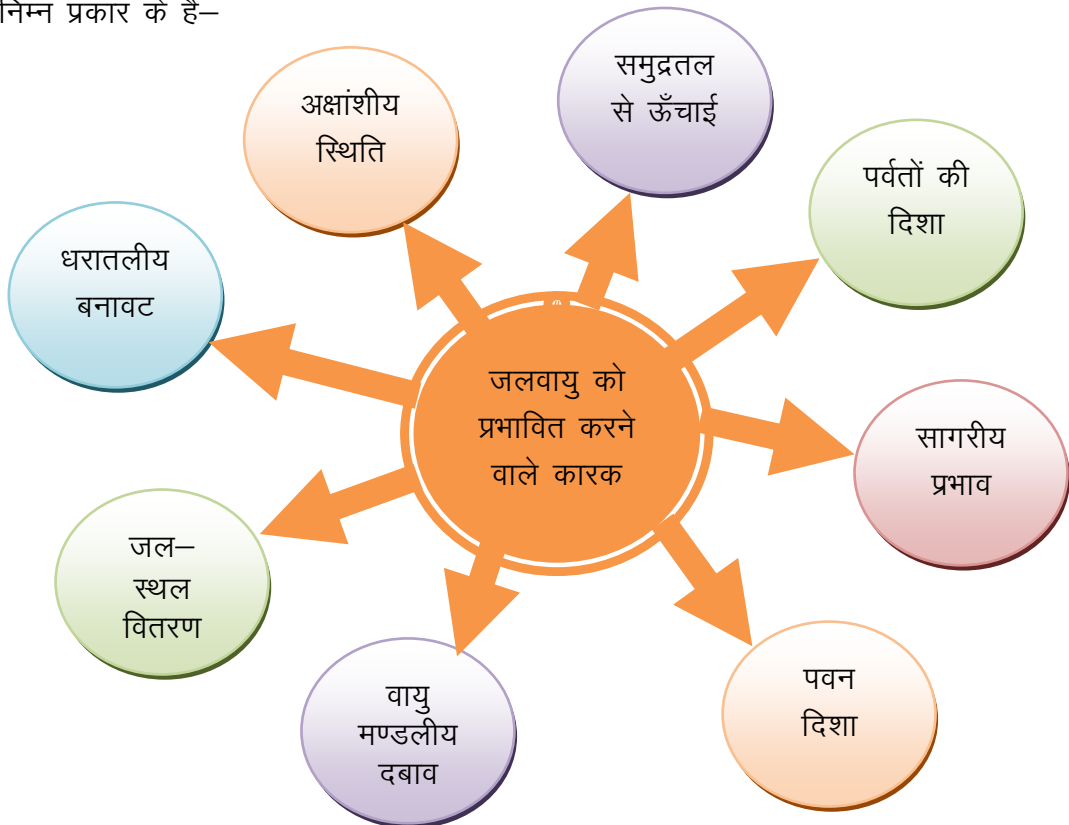 निम्न प्रकार के है–
समुद्रतल
से ऊँचाई
अक्षांशीय
स्थिति
पर्वतों की
दिशा
धरातलीय
बनावट
जलवायु को
प्रभावित करने
वाले कारक
सागरीय
प्रभाव
जल–
स्थल
वितरण
पवन
दिशा
वायु
मण्डलीय
दबाव